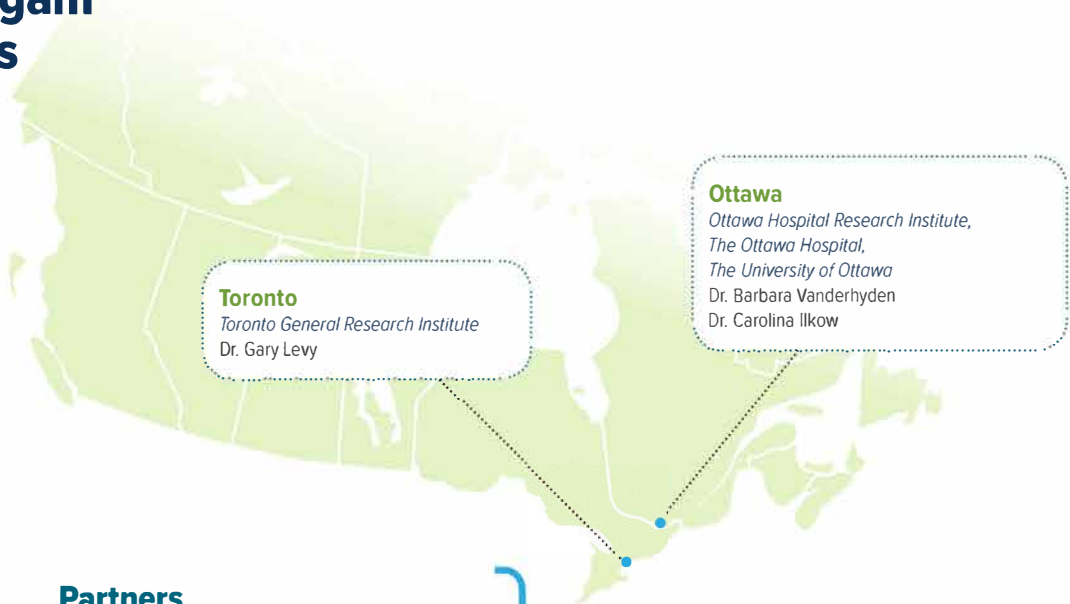 Toronto
Toronto General Research Institute
Dr. Gary Levy
Ottawa
Ottawa Hospital Research Institute,
The Ottawa Hospital,
The University of Ottawa
Dr. Barbara Vanderhyden
Dr. Carolina Ilkow
Partners